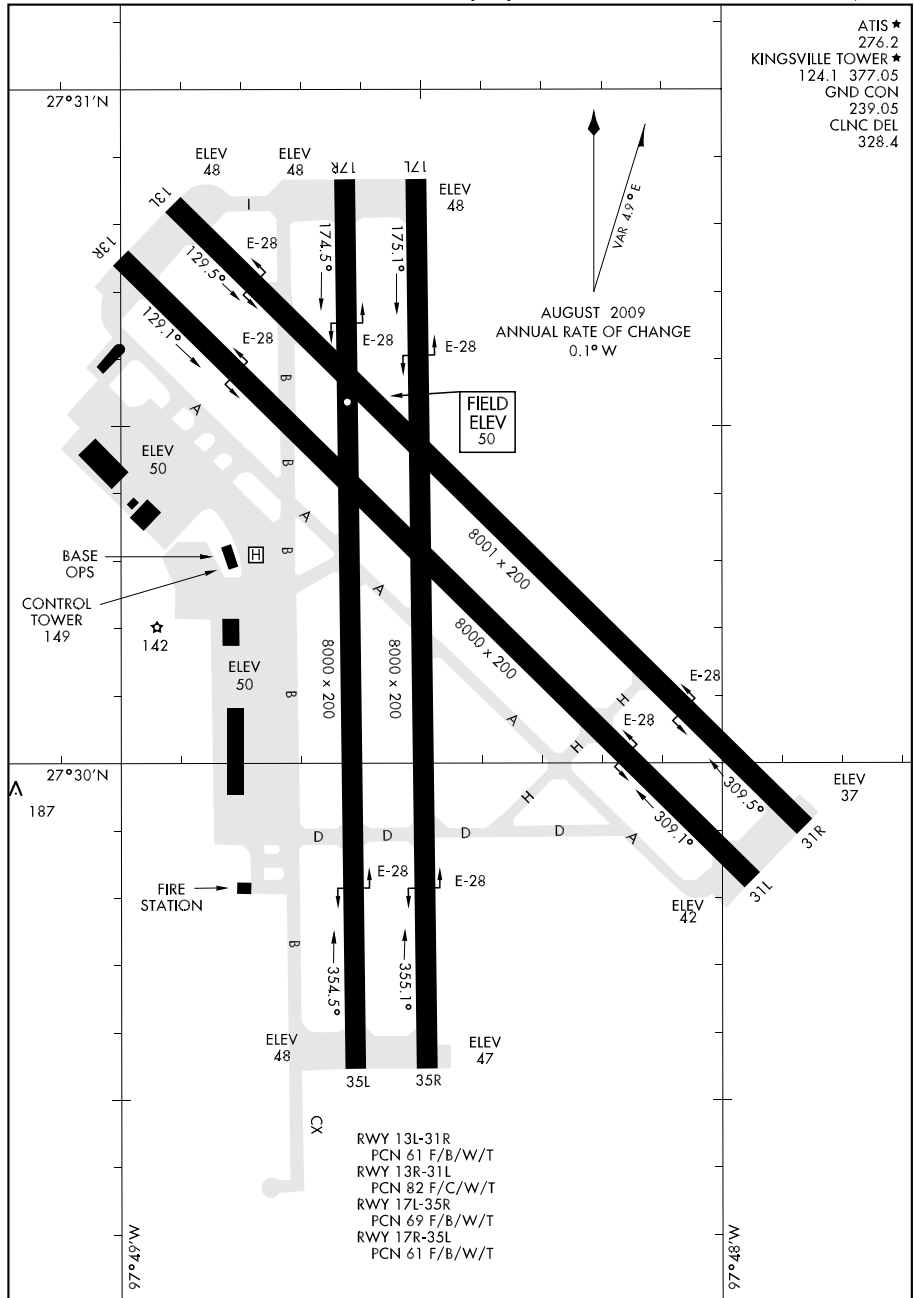 ATIS ★
276.2
KINGSVILLE TOWER ★
124.1 377.05
GND CON
239.05
CLNC DEL
328.4
27°31'N
ELEV
48
ELEV
48
17R
17L
ELEV
48
VAR 4.9° E
13L
13R
E-28
174.5°
175.1°
129.5°
AUGUST 2009
ANNUAL RATE OF CHANGE
0.1° W
129.1°
E-28
E-28
E-28
B
A
FIELD
ELEV
50
ELEV
50
B
A
B
H
BASE
OPS
8001 x 200
A
CONTROL
TOWER
149
142
8000 x 200
8000 x 200
8000 x 200
ELEV
50
B
E-28
H
A
E-28
H
27°30'N
187
H
309.5°
ELEV
37
309.1°
D
D
D
D
A
31R
31L
E-28
E-28
FIRE
STATION
ELEV
42
B
354.5°
355.1°
ELEV
48
ELEV
47
35L
35R
CX
RWY 13L-31R
PCN 61 F/B/W/T
RWY 13R-31L
PCN 82 F/C/W/T
RWY 17L-35R
PCN 69 F/B/W/T
RWY 17R-35L
PCN 61 F/B/W/T
97°49'W
97°48'W